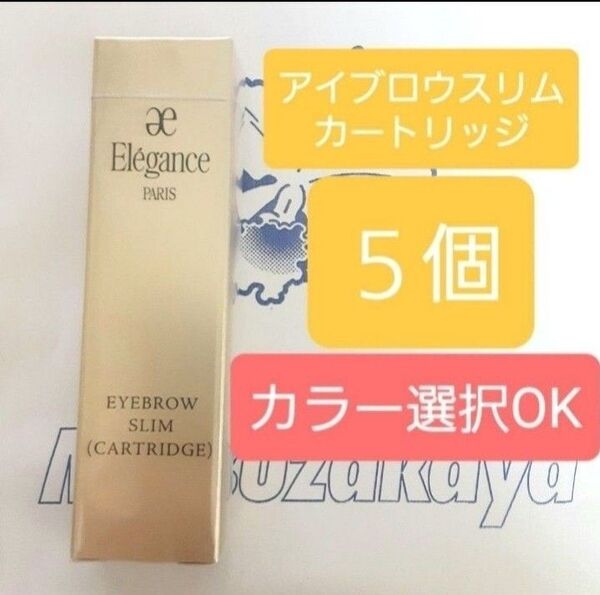 æ
Elégance
PARIS
EYEBROW
SLIM
(CARTRIDGE)
アイブロウスリム
カートリッジ
５個
カラー選択OK